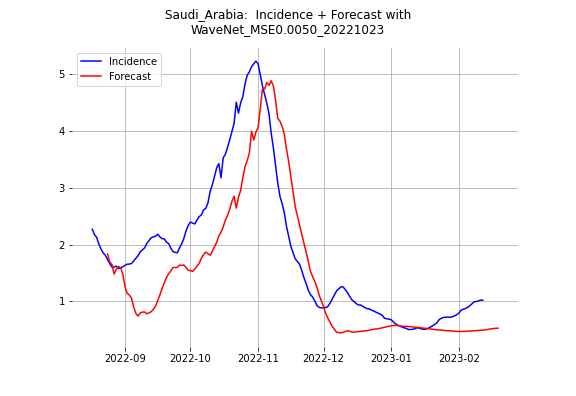 Saudi_Arabia:  Incidence + Forecast with
WaveNet_MSE0.0050_20221023
Incidence
Forecast
5
4
3
2
1
2022-09 2022-10 2022-11 2022-12 2023-01 2023-02